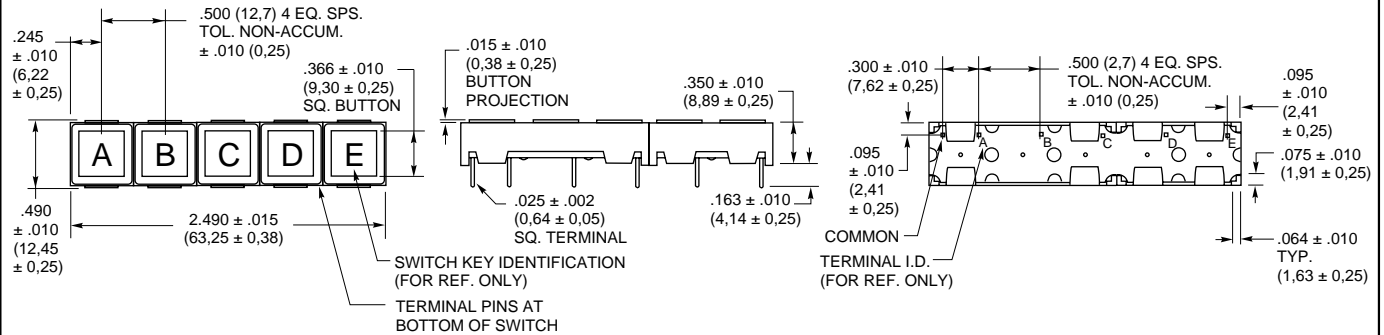 .500 (12,7) 4 EQ. SPS.
TOL. NON-ACCUM.
± .010 (0,25)
.245
± .010
(6,22
± 0,25)
.366 ± .010
(9,30 ± 0,25)
SQ. BUTTON
A B C D E
.490
± .010
(12,45
± 0,25)
2.490 ± .015
(63,25 ± 0,38)
SWITCH KEY IDENTIFICATION
(FOR REF. ONLY)
TERMINAL PINS AT
BOTTOM OF SWITCH
.015 ± .010
(0,38 ± 0,25)
BUTTON
PROJECTION
.350 ± .010
(8,89 ± 0,25)
.025 ± .002
(0,64 ± 0,05)
SQ. TERMINAL
.163 ± .010
(4,14 ± 0,25)
.300 ± .010
(7,62 ± 0,25)
.500 (2,7) 4 EQ. SPS.
TOL. NON-ACCUM.
± .010 (0,25)
.095
± .010
(2,41
± 0,25)
A B C D E
.095
± .010
(2,41
± 0,25)
.075 ± .010
(1,91 ± 0,25)
COMMON
TERMINAL I.D.
(FOR REF. ONLY)
.064 ± .010
TYP.
(1,63 ± 0,25)